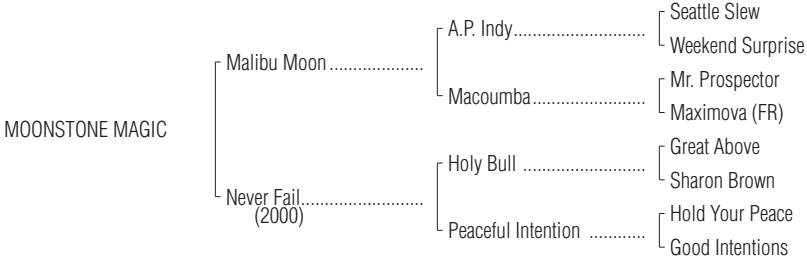 Seattle Slew
A.P. Indy..............................
Weekend Surprise
Malibu Moon .....................
Mr. Prospector
Macoumba..........................
Maximova (FR)
MOONSTONE MAGIC
Great Above
Holy Bull ............................
Sharon Brown
Never Fail............................
(2000)
Hold Your Peace
Peaceful Intention .............
Good Intentions